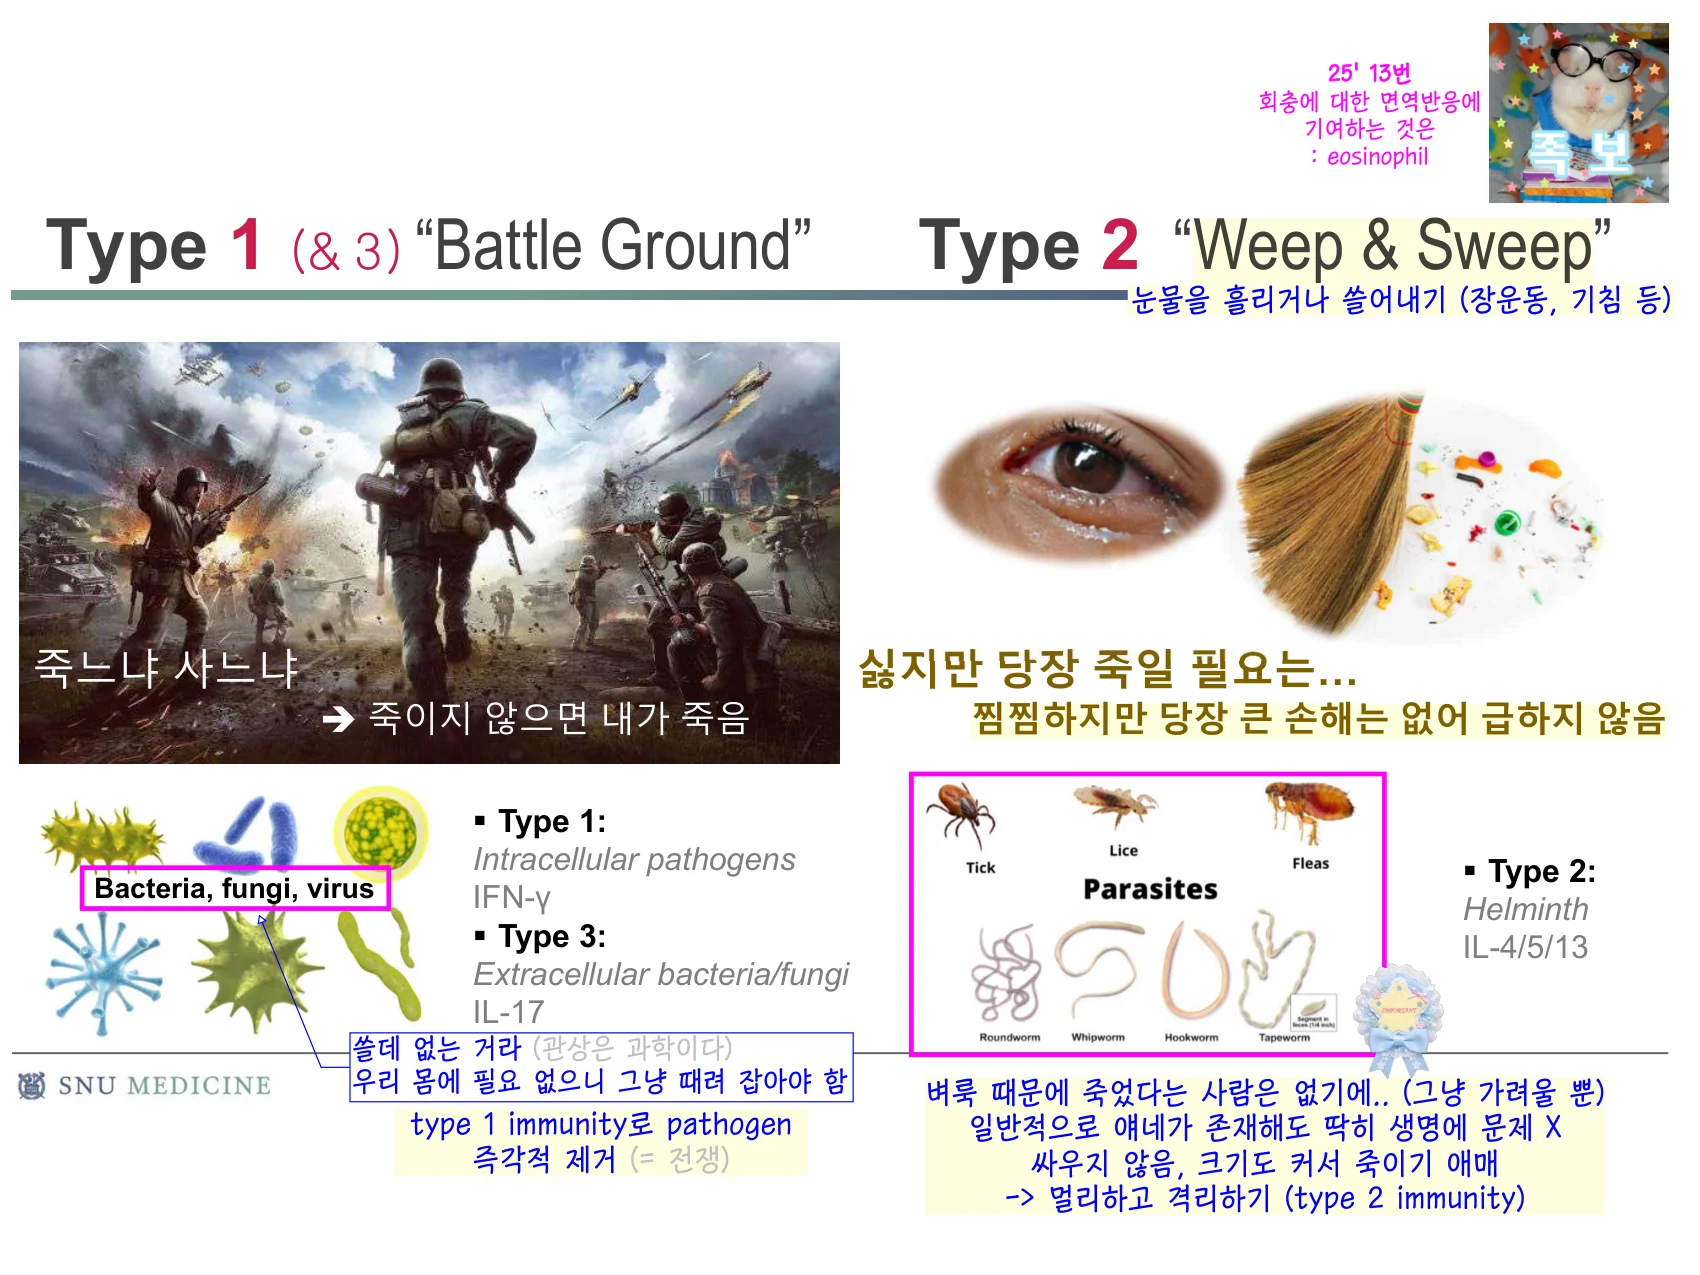 25' 13번
회충에 대한 면역반응에
기여하는 것은
: eosinophil
족 보
Type 1 (& 3) “Battle Ground”
Type 2 “Weep & Sweep”
눈물을 흘리거나 쓸어내기 (장운동, 기침 등)
죽느냐 사느냐
➔ 죽이지 않으면 내가 죽음
싫지만 당장 죽일 필요는...
찜찜하지만 당장 큰 손해는 없어 급하지 않음
Bacteria, fungi, virus
▪ Type 1:
Intracellular pathogens
IFN-γ
▪ Type 3:
Extracellular bacteria/fungi
IL-17
쓸데 없는 거라 (관상은 과학이다)
우리 몸에 필요 없으니 그냥 때려 잡아야 함
type 1 immunity로 pathogen
즉각적 제거 (= 전쟁)
Tick
Lice
Fleas
Parasites
Roundworm
Whipworm
Hookworm
Tapeworm
Segment in
feces (1/4 inch)
▪ Type 2:
Helminth
IL-4/5/13
IMPORTANT
벼룩 때문에 죽었다는 사람은 없기에.. (그냥 가려울 뿐)
일반적으로 얘네가 존재해도 딱히 생명에 문제 X
싸우지 않음, 크기도 커서 죽이기 애매
-> 멀리하고 격리하기 (type 2 immunity)
SNU MEDICINE